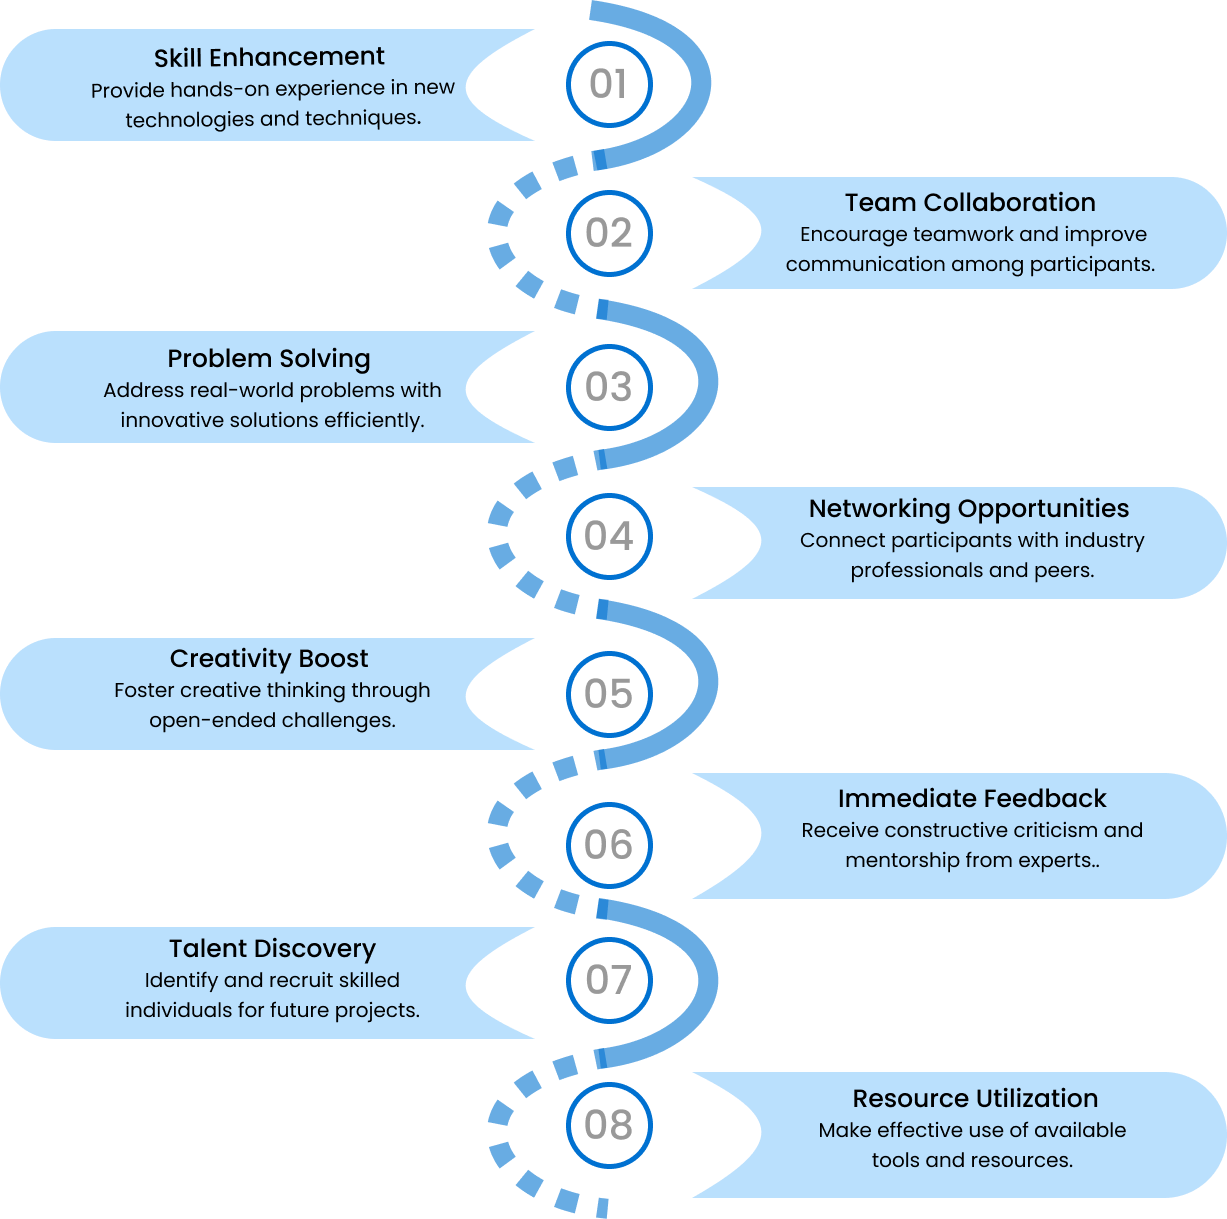 01
Skill Enhancement
Provide hands-on experience in new
technologies and techniques.
02
Team Collaboration
Encourage teamwork and improve
communication among participants.
03
Problem Solving
Address real-world problems with
innovative solutions efficiently.
04
Networking Opportunities
Connect participants with industry
professionals and peers.
05
Creativity Boost
Foster creative thinking through
open-ended challenges.
06
Immediate Feedback
Receive constructive criticism and
mentorship from experts..
07
Talent Discovery
Identify and recruit skilled
individuals for future projects.
08
Resource Utilization
Make effective use of available
tools and resources.